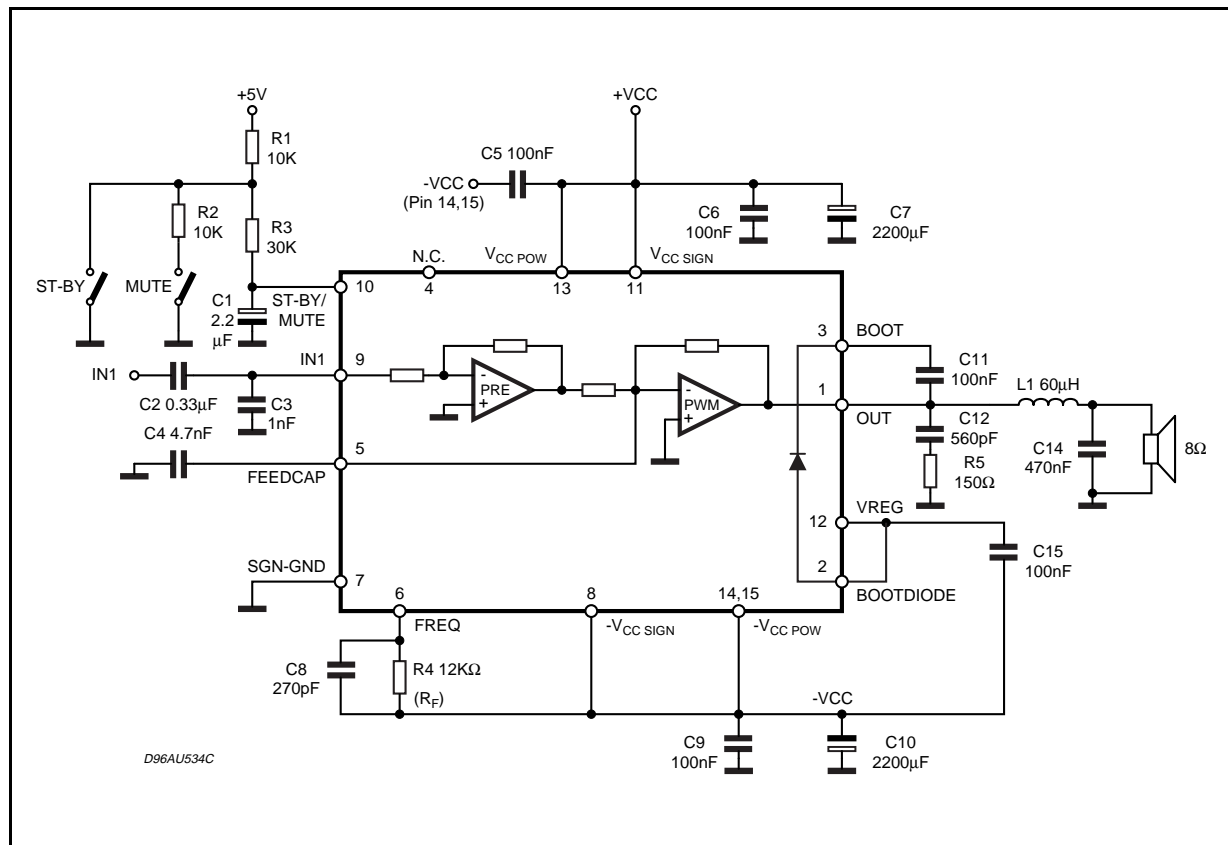 +5V
R1
10K
R2
10K
R3
30K
ST-BY
MUTE
C1
2.2
µF
ST-BY/
MUTE
10
+VCC
C5 100nF
-VCC
(Pin 14,15)
C6
100nF
C7
2200µF
N.C.
4
VCC POW
13
VCC SIGN
11
IN1
9
IN1
C2 0.33µF
C3
1nF
C4 4.7nF
5
FEEDCAP
-
+
PRE
-
+
PWM
3
BOOT
C11
100nF
1
OUT
L1 60µH
C12
560pF
R5
150Ω
C14
470nF
8Ω
12
VREG
2
BOOTDIODE
C15
100nF
SGN-GND
7
6
FREQ
8
-VCC SIGN
14,15
-VCC POW
C8
270pF
R4 12KΩ
(RF)
-VCC
C9
100nF
C10
2200µF
D96AU534C